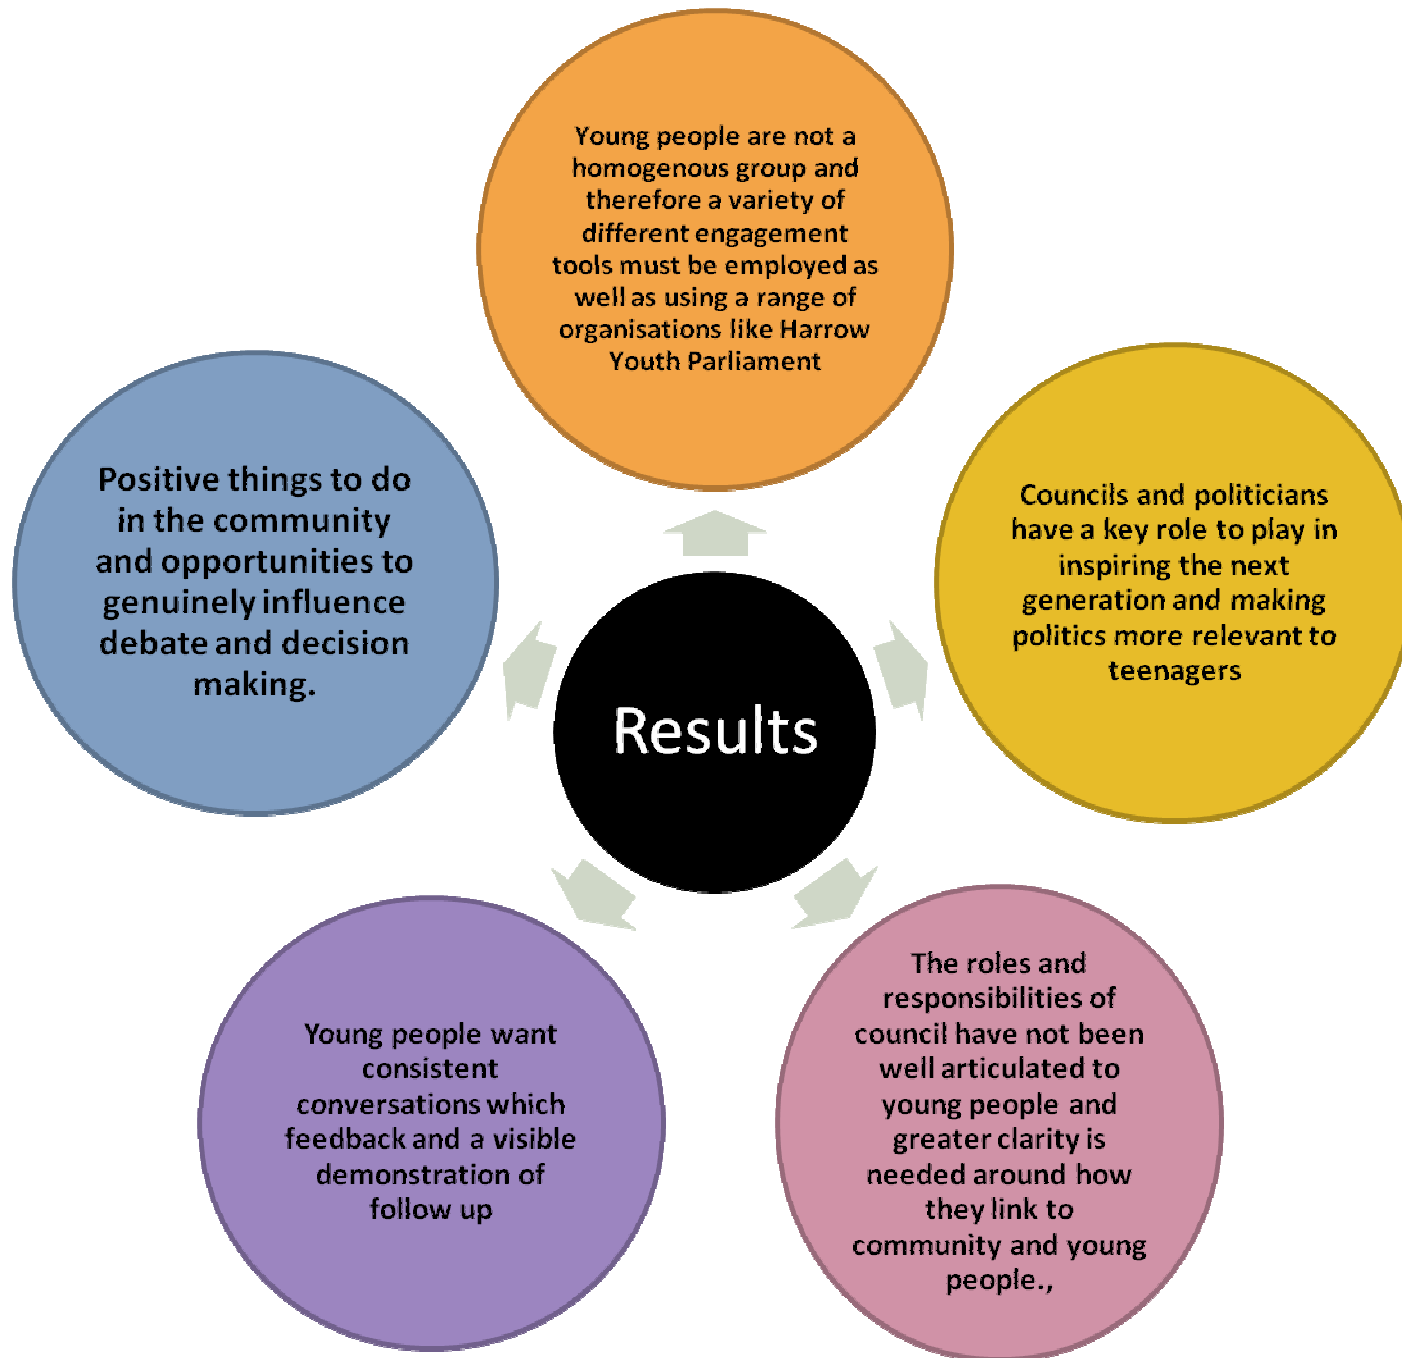 Young people are not a
homogenous group and
therefore a variety of
different engagement
tools must be employed as
well as using a range of
organisations like Harrow
Youth Parliament
Positive things to do
in the community
and opportunities to
genuinely influence
debate and decision
making.
Councils and politicians
have a key role to play in
inspiring the next
generation and making
politics more relevant to
teenagers
Results
Young people want
consistent
conversations which
feedback and a visible
demonstration of
follow up
The roles and
responsibilities of
council have not been
well articulated to
young people and
greater clarity is
needed around how
they link to
community and young
people.,